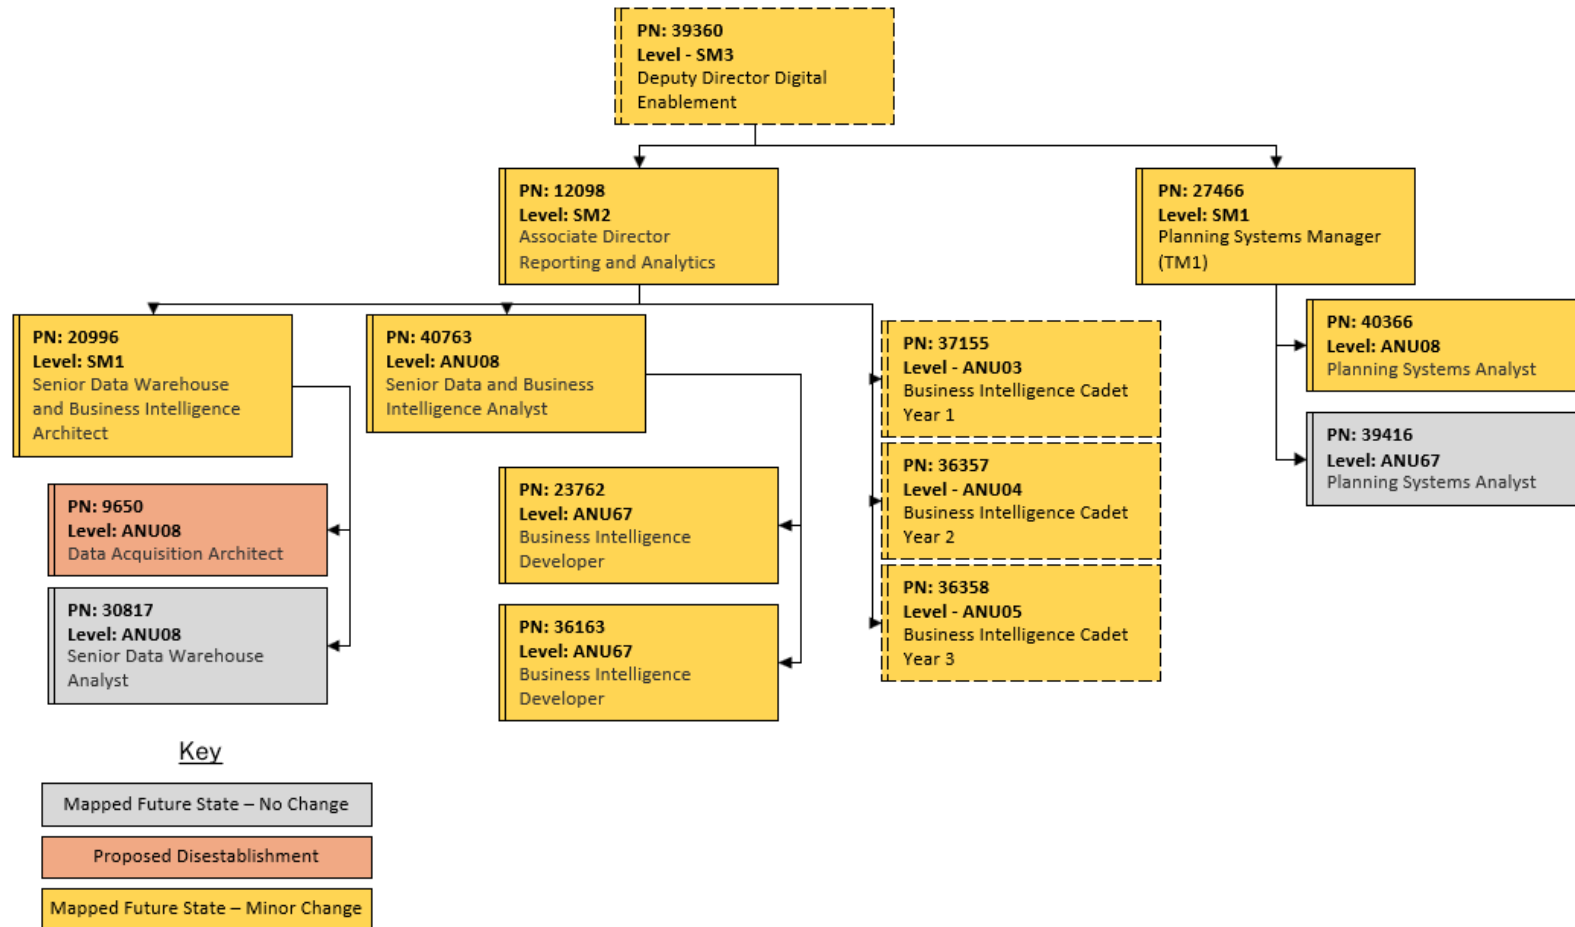 PN: 39360
Level - SM3
Deputy Director Digital
Enablement
PN: 12098
Level: SM2
Associate Director
Reporting and Analytics
PN: 27466
Level: SM1
Planning Systems Manager
(TM1)
PN: 20996
Level: SM1
Senior Data Warehouse
and Business Intelligence
Architect
PN: 40763
Level: ANU08
Senior Data and Business
Intelligence Analyst
PN: 37155
Level - ANU03
Business Intelligence Cadet
Year 1
PN: 40366
Level: ANU08
Planning Systems Analyst
PN: 39416
Level: ANU67
Planning Systems Analyst
PN: 9650
Level: ANU08
Data Acquisition Architect
PN: 23762
Level: ANU67
Business Intelligence
Developer
PN: 36357
Level - ANU04
Business Intelligence Cadet
Year 2
PN: 30817
Level: ANU08
Senior Data Warehouse
Analyst
PN: 36163
Level: ANU67
Business Intelligence
Developer
PN: 36358
Level - ANU05
Business Intelligence Cadet
Year 3
Key
Mapped Future State – No Change
Proposed Disestablishment
Mapped Future State – Minor Change